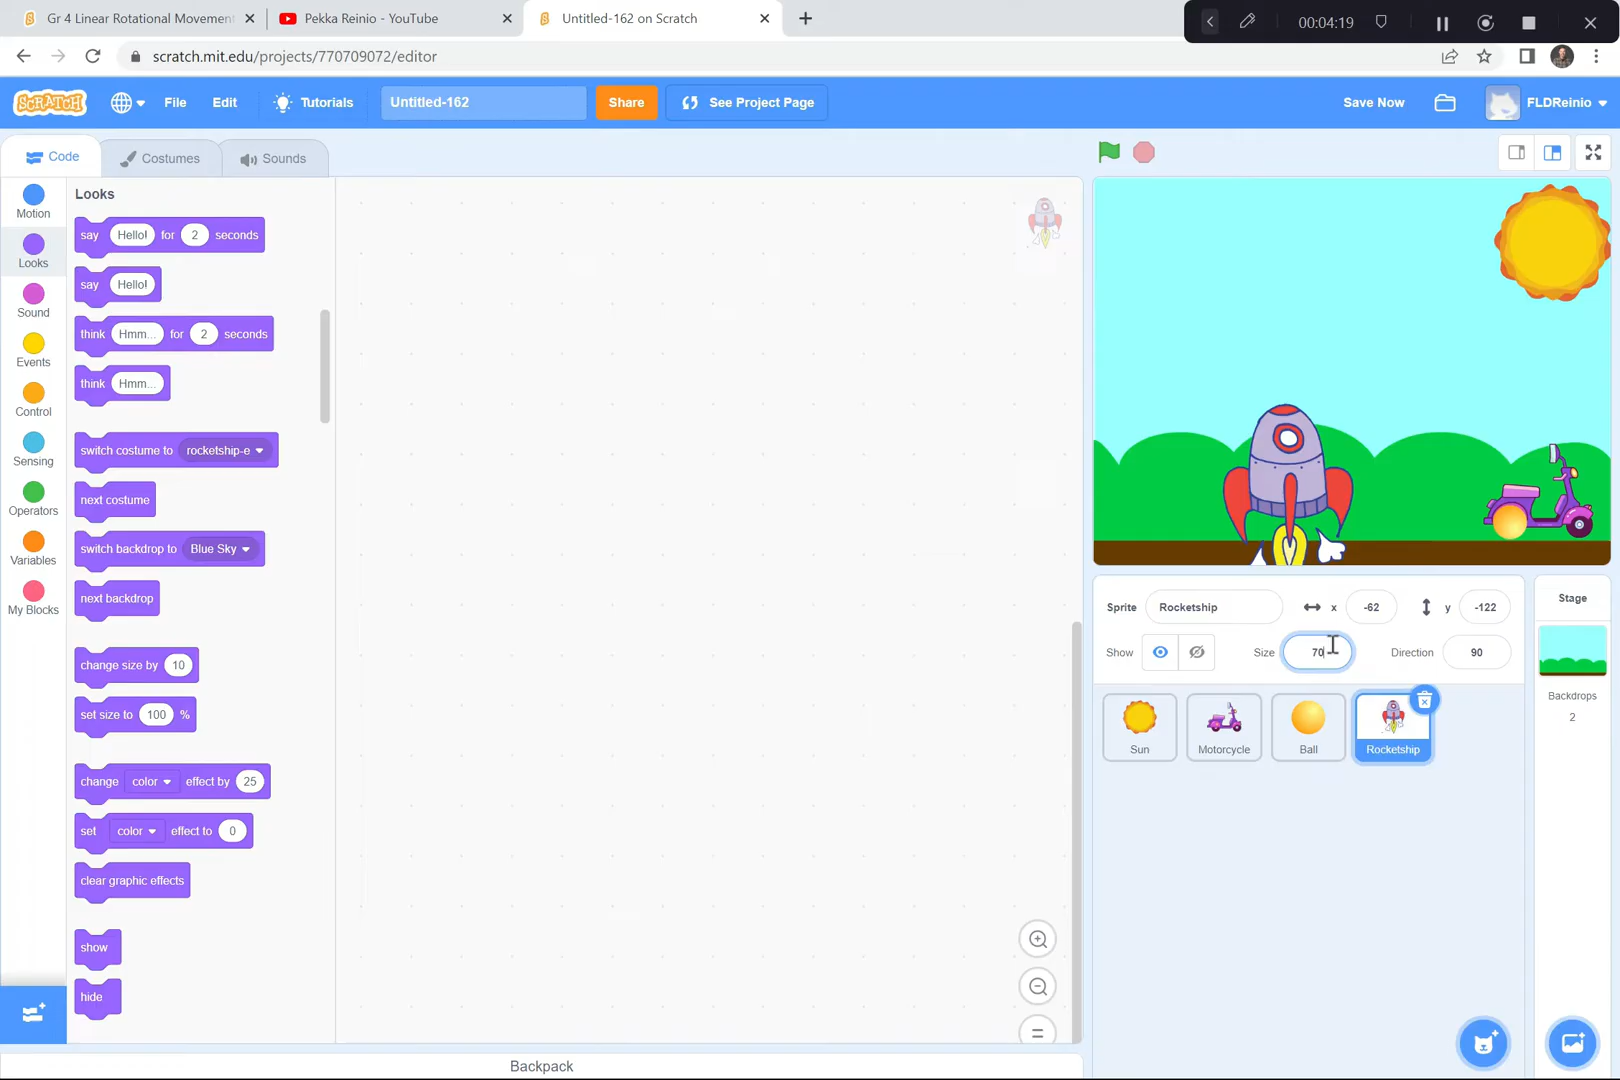 Gr 4 Linear Rotational Movement
Pekka Reinio - YouTube
Untitled-162 on Scratch
00:04:19
scratch.mit.edu/projects/770709072/editor
SCRATCH
File
Edit
Tutorials
Untitled-162
Share
See Project Page
Save Now
FLDReinio
Code
Costumes
Sounds
Motion
Looks
Sound
Events
Control
Sensing
Operators
Variables
My Blocks
Looks
say Hello! for 2 seconds
say Hello!
think Hmm... for 2 seconds
think Hmm...
switch costume to rocketship-e
next costume
switch backdrop to Blue Sky
next backdrop
change size by 10
set size to 100 %
change color effect by 25
set color effect to 0
clear graphic effects
show
hide
Backpack
Sprite Rocketship x -62 y -122
Show Size 70 Direction 90
Sun
Motorcycle
Ball
Rocketship
Stage
Backdrops
2